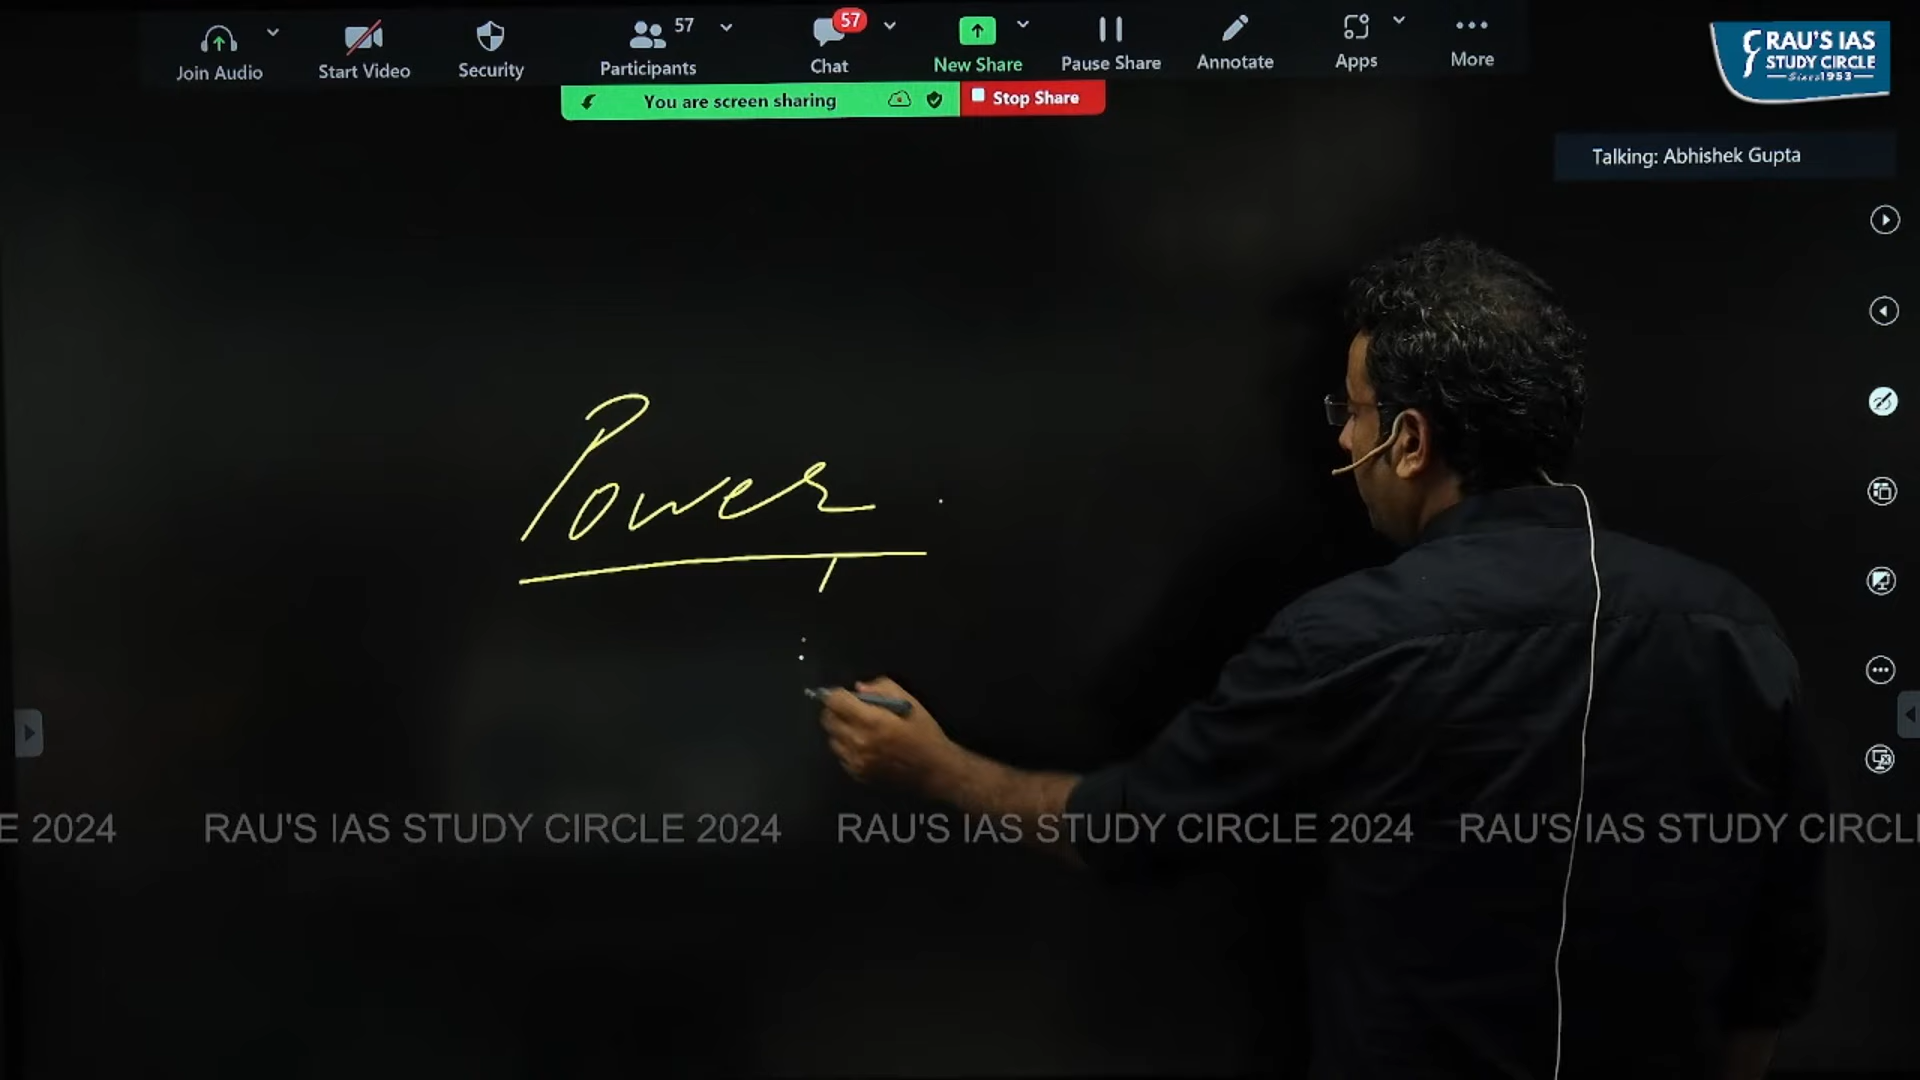 Join Audio
Start Video
Security
57
Participants
57
Chat
New Share
Pause Share
Annotate
Apps
More
RAU'S IAS
STUDY CIRCLE
Since 1953
You are screen sharing
Stop Share
Talking: Abhishek Gupta
Power
E 2024 RAU'S IAS STUDY CIRCLE 2024 RAU'S IAS STUDY CIRCLE 2024 RAU'S IAS STUDY CIRCL